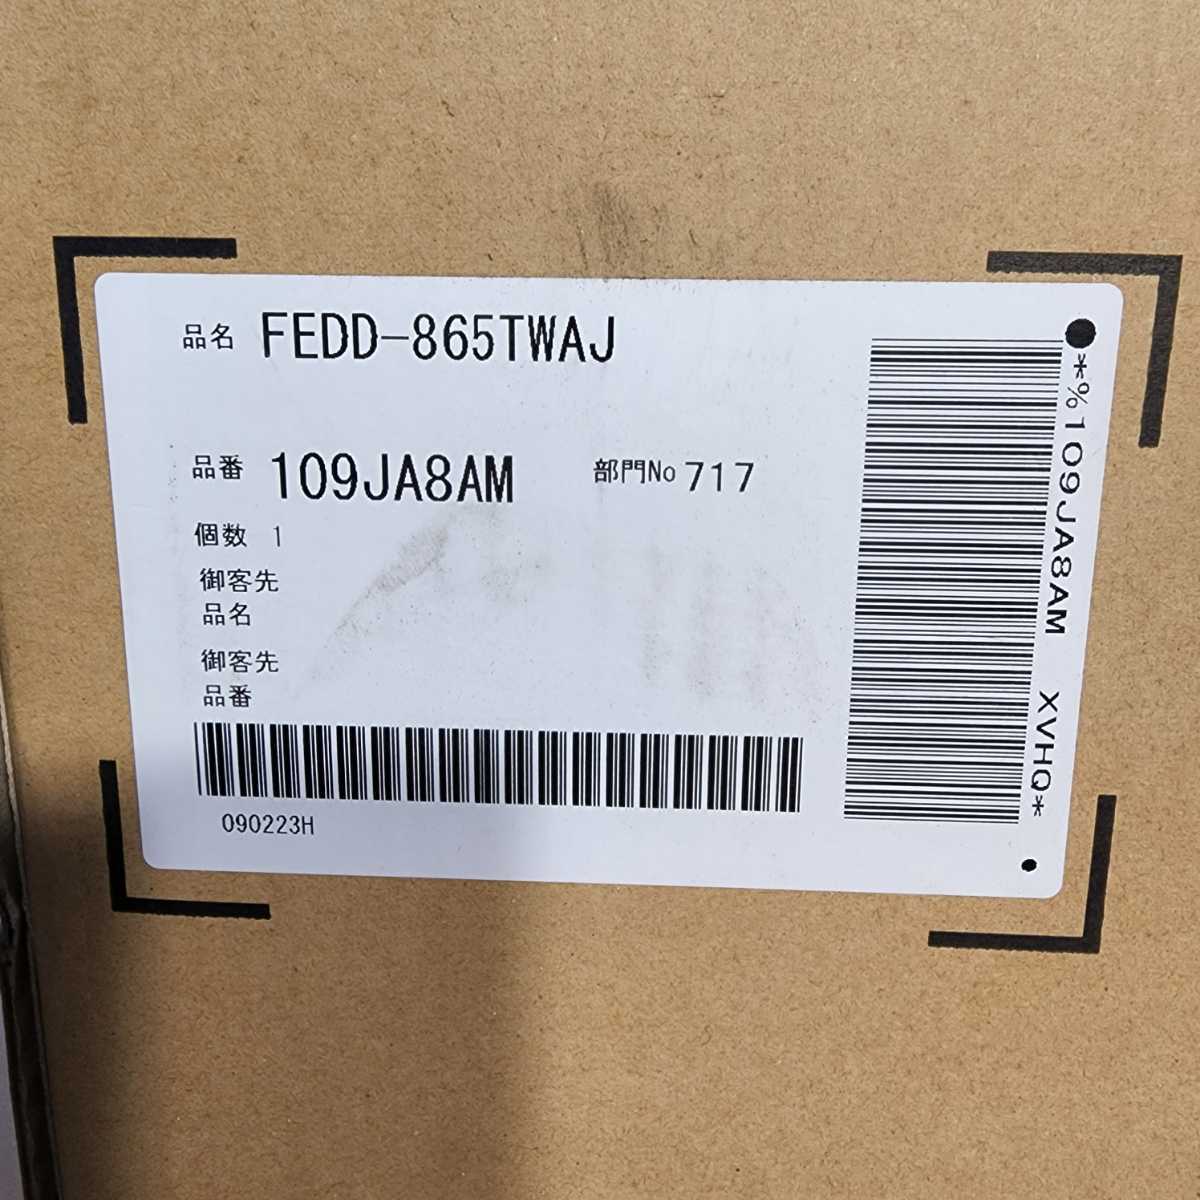 品名 FEDD-865TWAJ
品番 109JA8AM 部門No 717
個数 1
御客先
品名
御客先
品番
090223H
*%109JA8AM XVHQ*